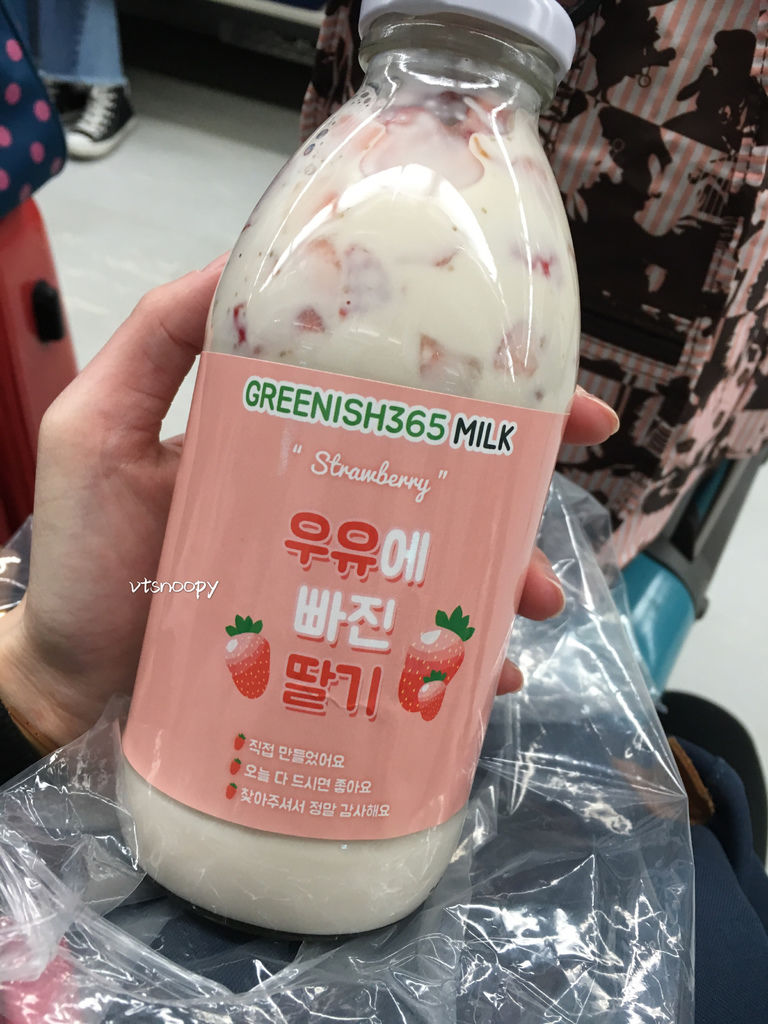 GREENISH365 MILK
" Strawberry "
우유에
빠진
딸기
직접 만들었어요
오늘 다 드시면 좋아요
찾아주셔서 정말 감사해요
vtsnoopy